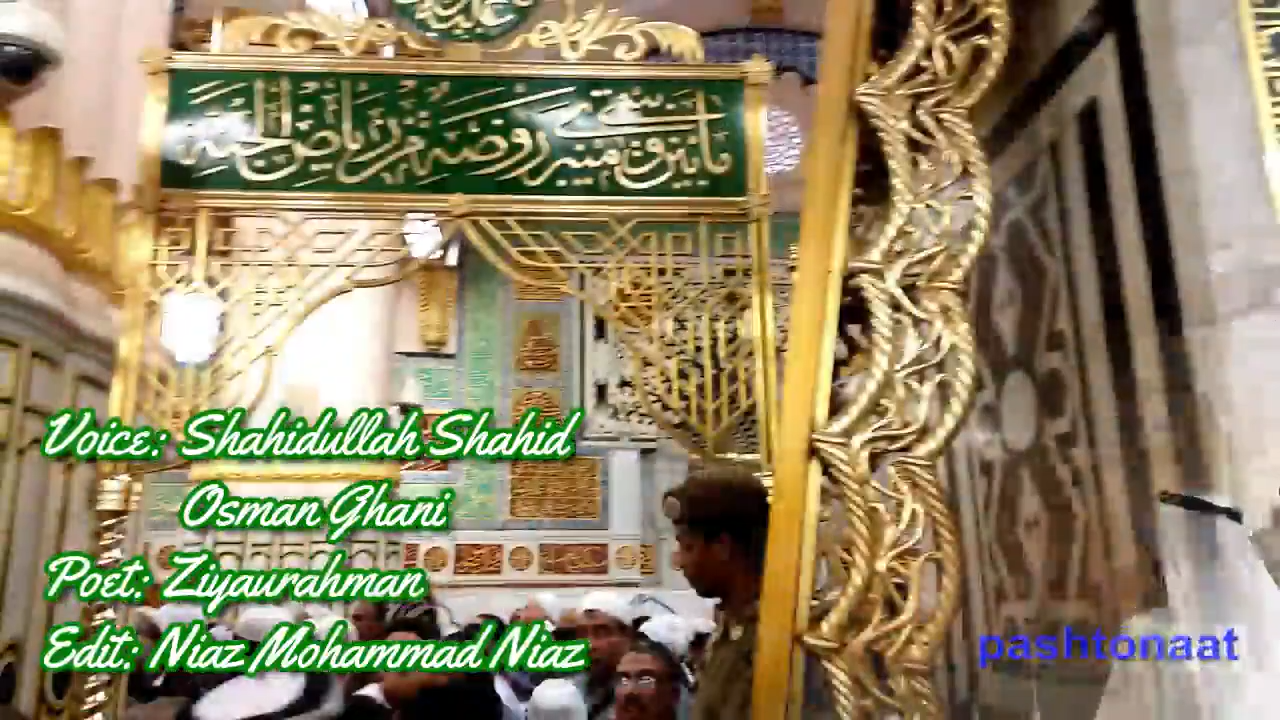 ما بين بيتي و منبري روضة من رياض الجنة
Voice: Shahidullah Shahid
Osman Ghani
Poet: Ziyaurahman
Edit: Niaz Mohammad Niaz
pashtonaat